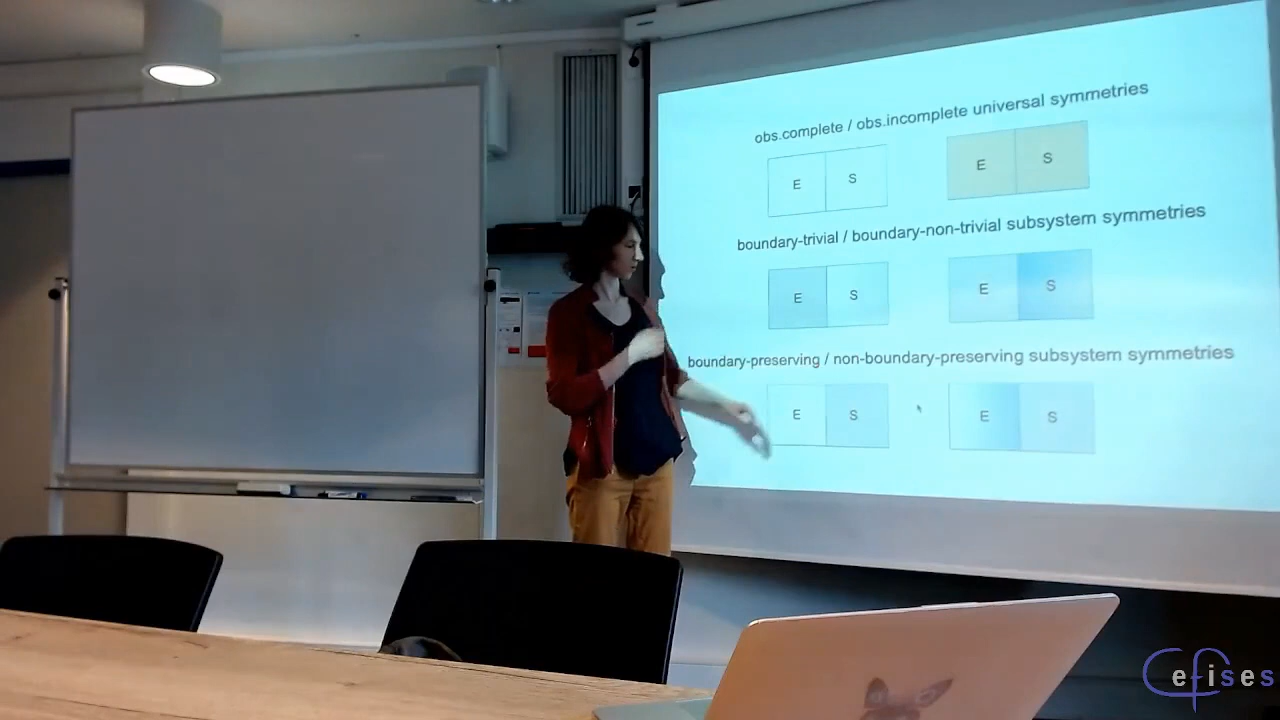 obs.complete / obs.incomplete universal symmetries
E S E S
boundary-trivial / boundary-non-trivial subsystem symmetries
E S E S
boundary-preserving / non-boundary-preserving subsystem symmetries
E S E S
efises